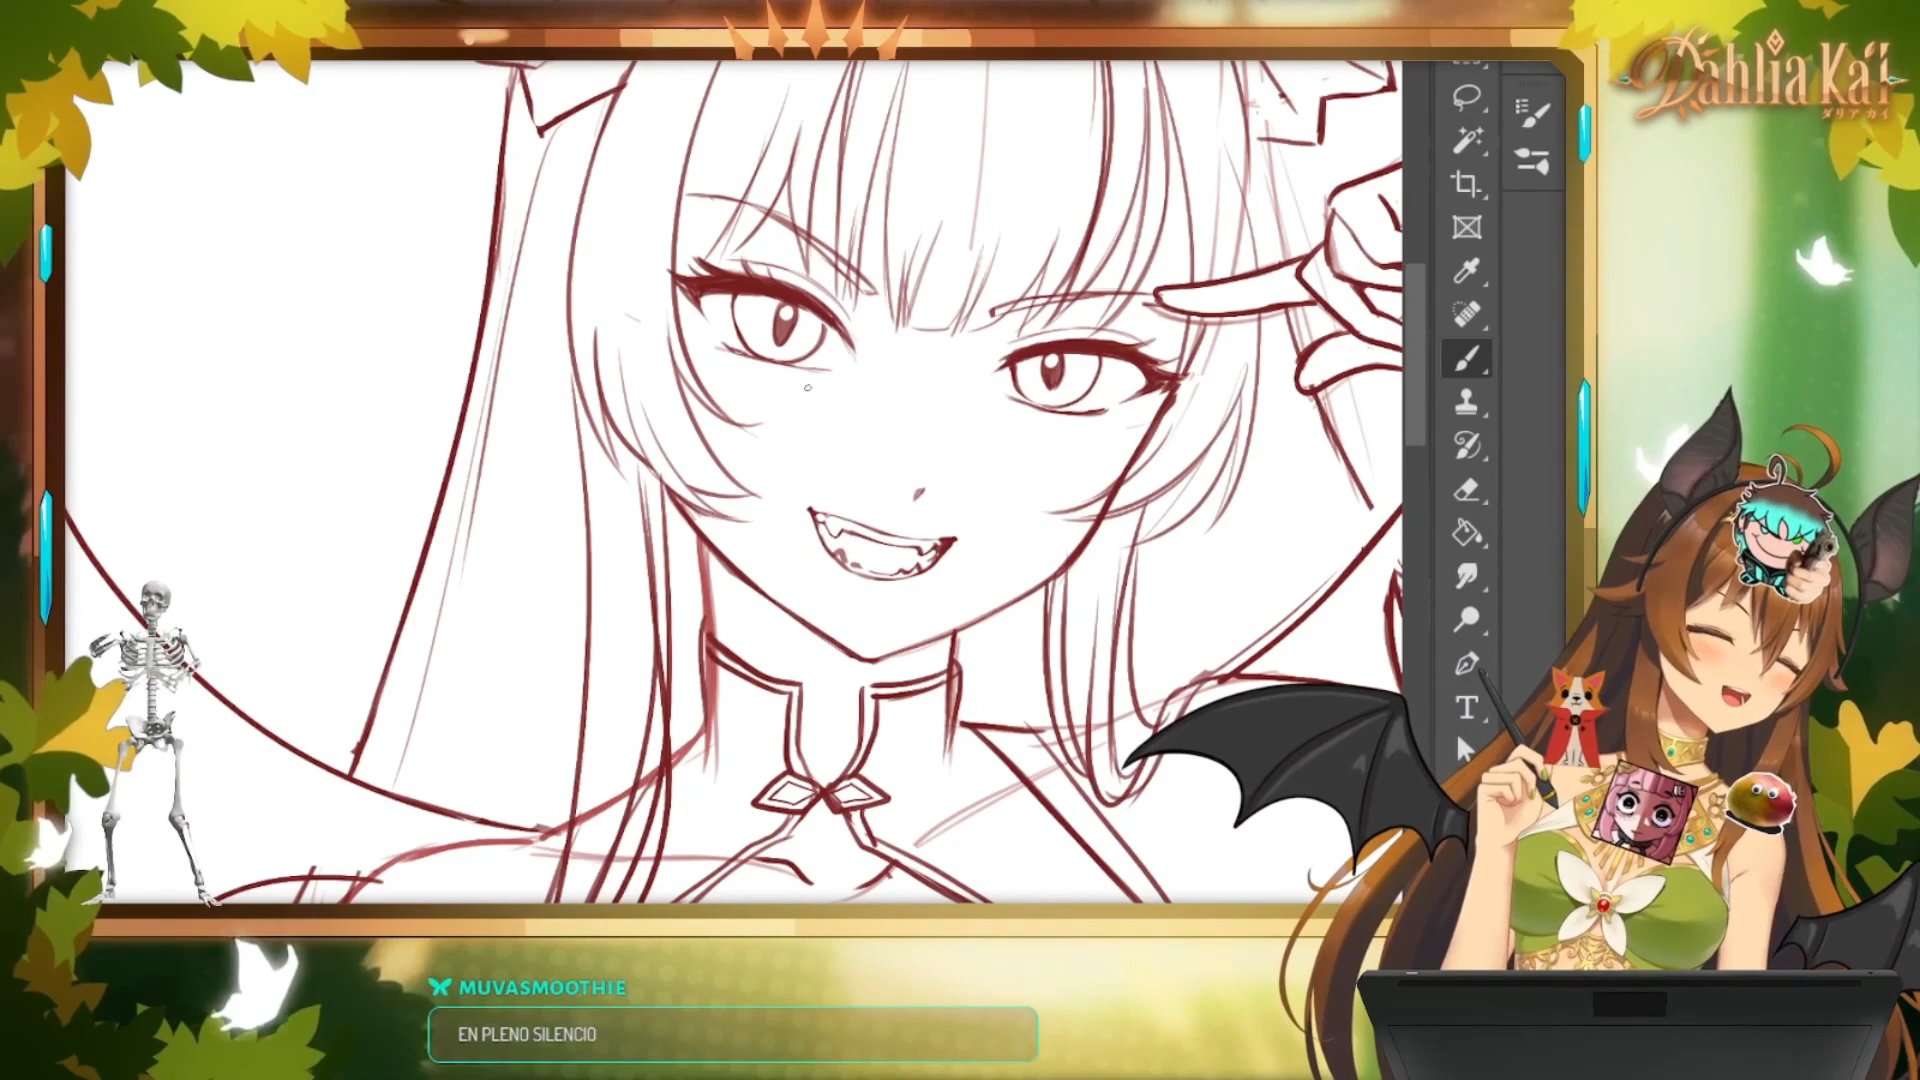 Dahlia Kai
ダリア カイ
MUVASMOOTHIE
EN PLENO SILENCIO
T